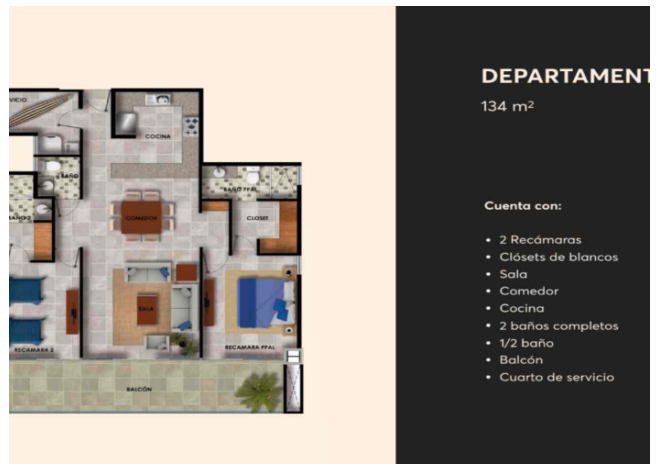 VICIO
COCINA
BAÑO
BAÑO PPAL
BAÑO 2
COMEDOR
CLOSET
SALA
RECAMARA 2
RECAMARA PPAL
BALCÓN
DEPARTAMENT
134 m²
Cuenta con:
• 2 Recámaras
• Clósets de blancos
• Sala
• Comedor
• Cocina
• 2 baños completos
• 1/2 baño
• Balcón
• Cuarto de servicio